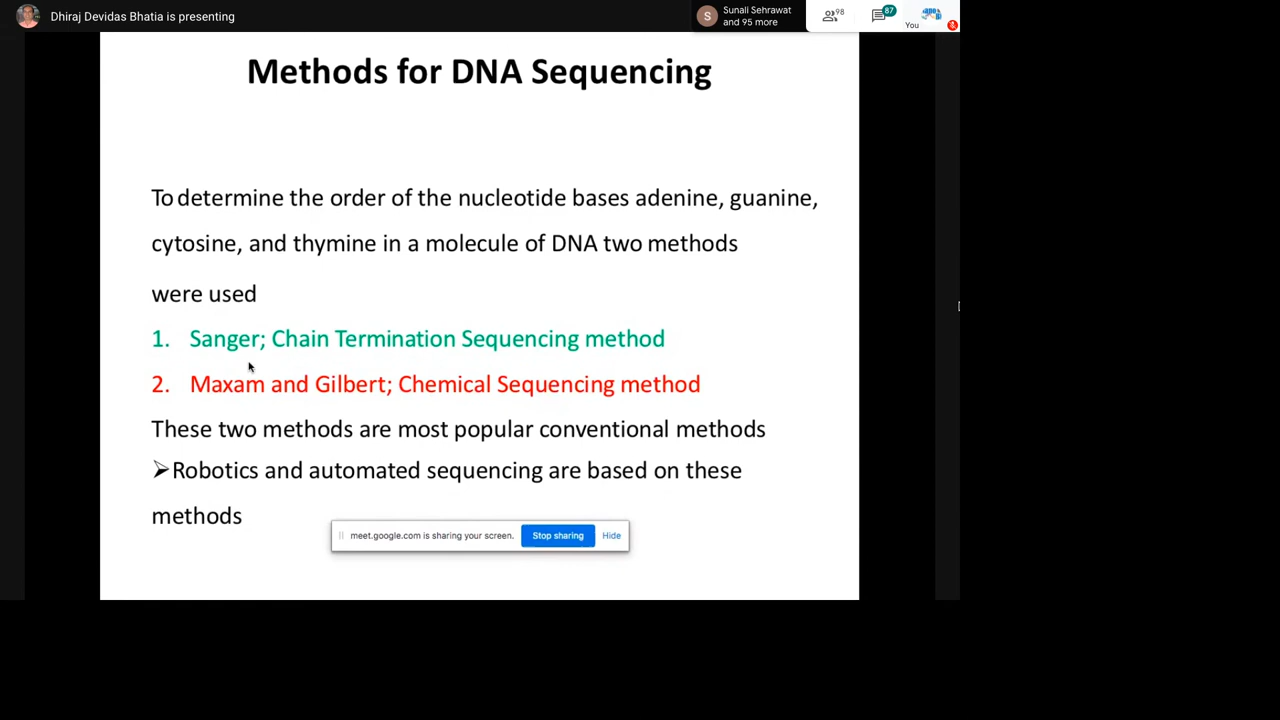 Dhiraj Devidas Bhatia is presenting
S
Sunali Sehrawat
and 95 more
98
87
You
Methods for DNA Sequencing
To determine the order of the nucleotide bases adenine, guanine,
cytosine, and thymine in a molecule of DNA two methods
were used
1. Sanger; Chain Termination Sequencing method
2. Maxam and Gilbert; Chemical Sequencing method
These two methods are most popular conventional methods
➢Robotics and automated sequencing are based on these
methods
meet.google.com is sharing your screen. Stop sharing Hide